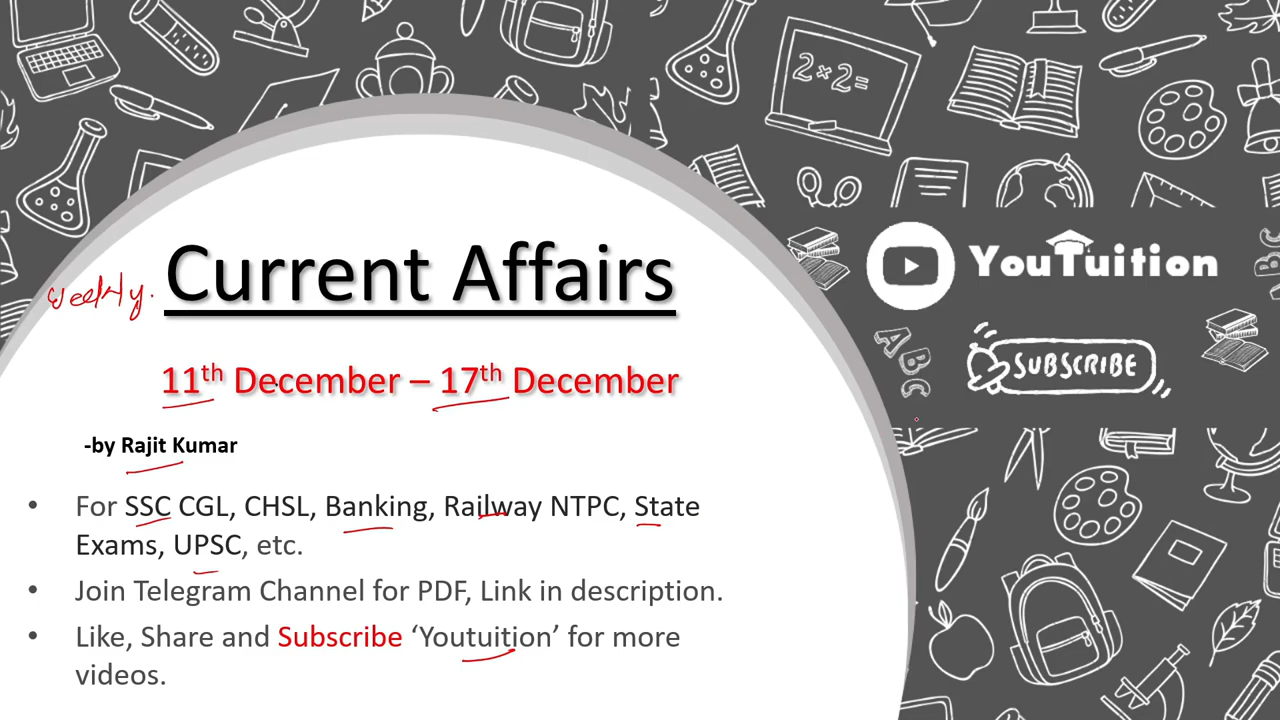 2×2=
YouTuition
Weekly. Current Affairs
SUBSCRIBE
A B C
11th December – 17th December
-by Rajit Kumar
• For SSC CGL, CHSL, Banking, Railway NTPC, State
Exams, UPSC, etc.
• Join Telegram Channel for PDF, Link in description.
• Like, Share and Subscribe ‘Youtuition’ for more
videos.